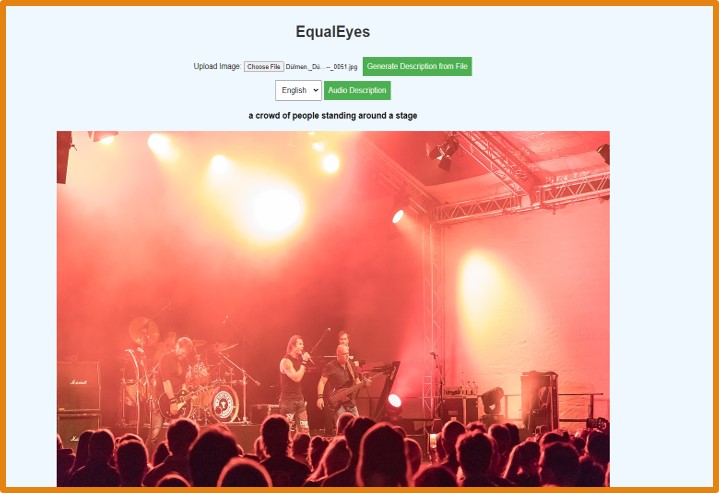 EqualEyes
Upload Image: Choose File Dülmen,_Dü...--_0051.jpg Generate Description from File
English Audio Description
a crowd of people standing around a stage
Marshall